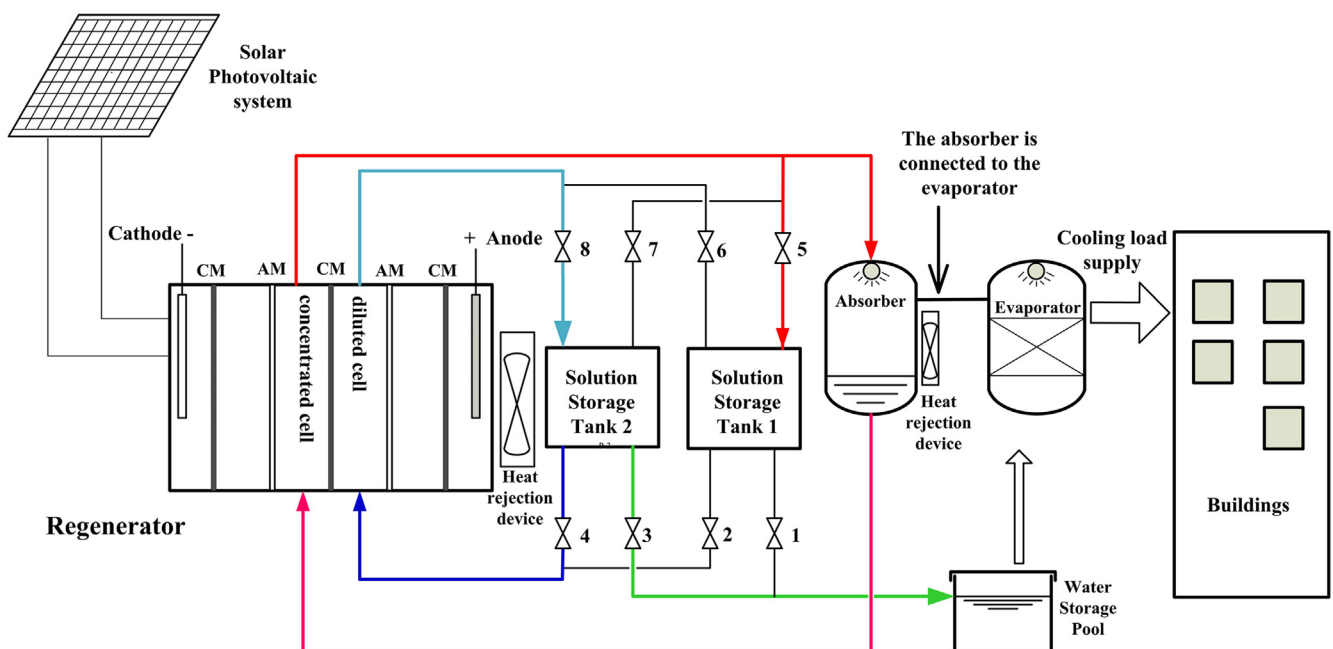 Solar
Photovoltaic
system
The absorber is
connected to the
evaporator
Cathode -
+ Anode
CM
AM
CM
AM
CM
8
7
6
5
Cooling load
supply
concentrated cell
diluted cell
Absorber
Evaporator
Solution
Storage
Tank 2
Solution
Storage
Tank 1
Heat
rejection
device
Heat
rejection
device
Regenerator
4
3
2
1
Buildings
Water
Storage
Pool